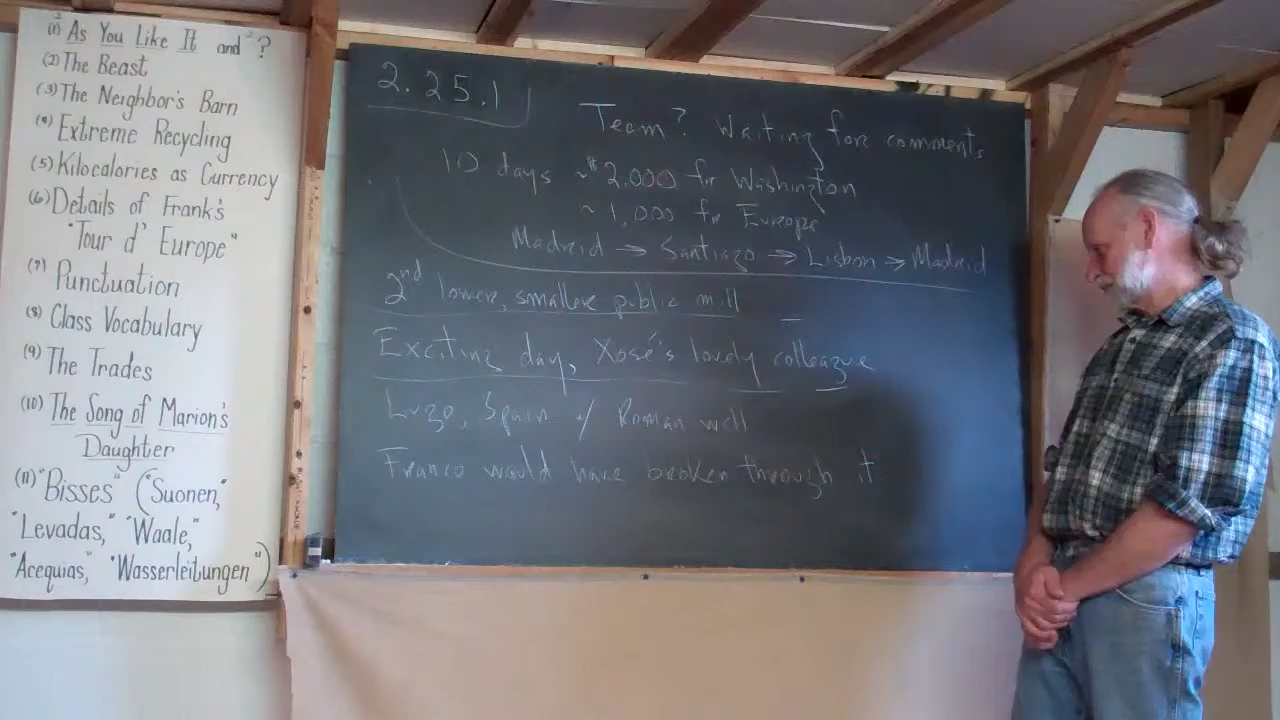 (1) As You Like It and ?
(2) The Beast
(3) The Neighbor's Barn
(4) Extreme Recycling
(5) Kilocalories as Currency
(6) Details of Frank's
"Tour d' Europe"
(7) Punctuation
(8) Class Vocabulary
(9) The Trades
(10) The Song of Marion's
Daughter
(11) "Bisses" ("Suonen,"
"Levadas," "Waale,"
"Acequias," "Wasserleitungen")
2.25.1
Team? Waiting for comments
10 days ~$2,000 for Washington
~ 1,000 for Europe
Madrid → Santiago → Lisbon → Madrid
2nd lower, smaller public mill
Exciting day, Xosé's lovely colleague
Lugo, Spain w/ Roman wall
Franco would have broken through it